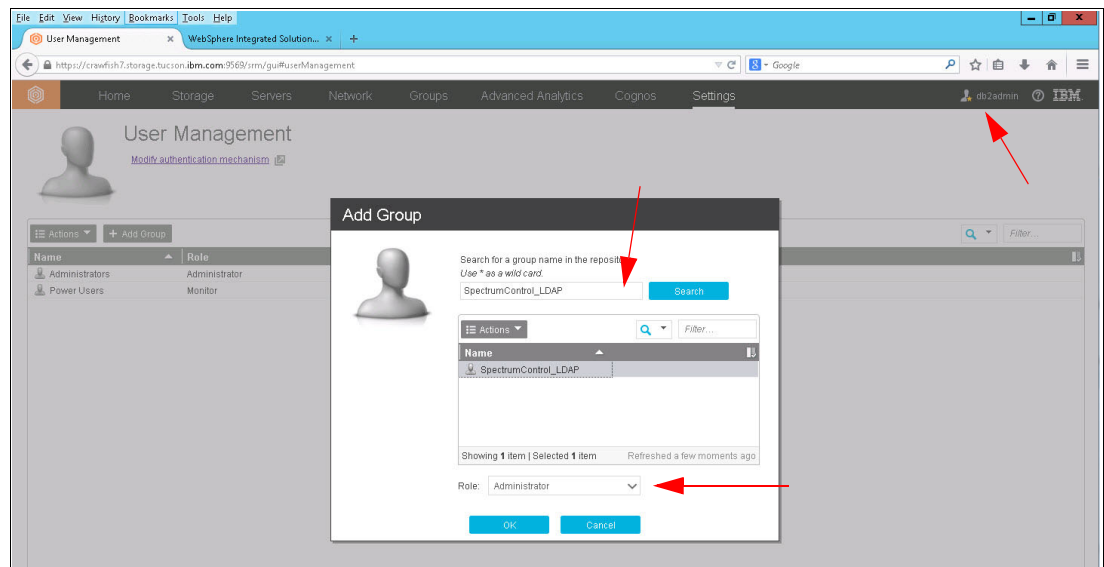 File Edit View History Bookmarks Tools Help
User Management × WebSphere Integrated Solution... × +
https://crawfish7.storage.tucson.ibm.com:9569/srm/gui#userManagement Google
Home Storage Servers Network Groups Advanced Analytics Cognos Settings db2admin IBM
User Management
Modify authentication mechanism
Actions + Add Group Filter...
Name Role
Administrators Administrator
Power Users Monitor
Add Group
Search for a group name in the
Use * as a wild card.
SpectrumControl_LDAP Search
Actions Filter...
Name
SpectrumControl_LDAP
Showing 1 item | Selected 1 item Refreshed a few moments ago
Role: Administrator
OK Cancel